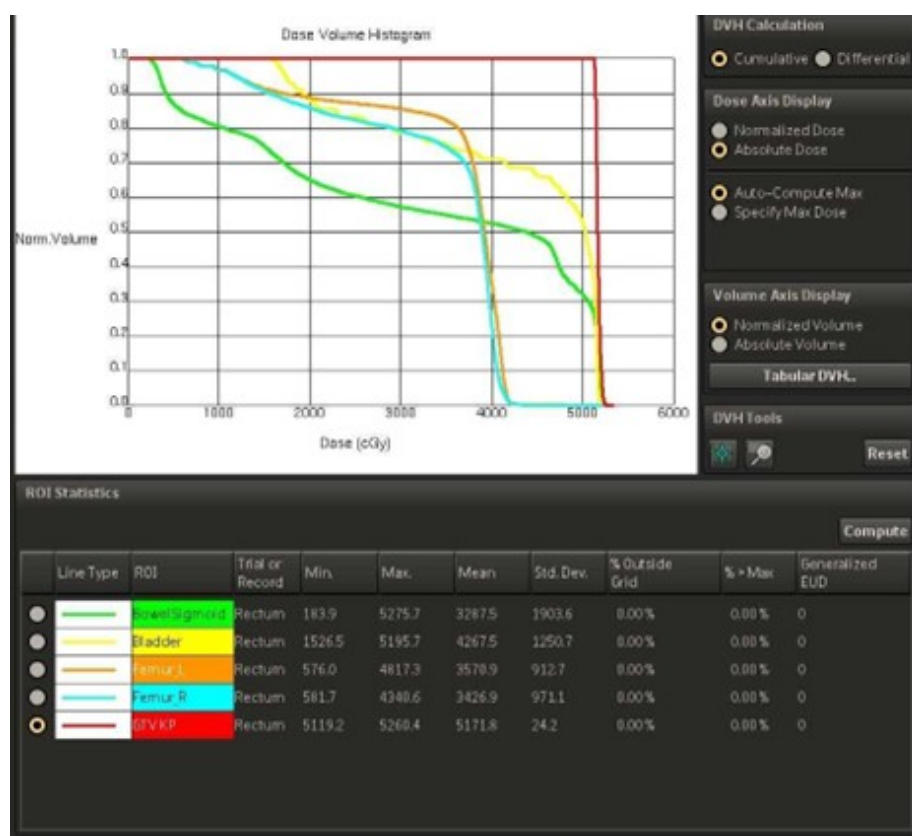 Dose Volume Histogram
1.0
0.9
0.8
0.7
0.6
0.5
Norm.Volume
0.4
0.3
0.2
0.1
0.0
0 1000 2000 3000 4000 5000 6000
Dose (cGy)
DVH Calculation
Cumulative Differential
Dose Axis Display
Normalized Dose
Absolute Dose
Auto-Compute Max
Specify Max Dose
Volume Axis Display
Normalized Volume
Absolute Volume
Tabular DVH...
DVH Tools
Reset
ROI Statistics
Compute
Line Type ROI Trial or Record Min. Max. Mean Std. Dev. % Outside Grid % > Max Generalized EUD
BowelSigmoid Rectum 183.9 5275.7 3287.5 1903.6 0.00 % 0.00 % 0
Bladder Rectum 1526.5 5195.7 4267.5 1250.7 0.00 % 0.00 % 0
Femur_L Rectum 576.0 4817.3 3570.9 912.7 0.00 % 0.00 % 0
Femur_R Rectum 581.7 4340.6 3426.9 971.1 0.00 % 0.00 % 0
GTV KP Rectum 5119.2 5260.4 5171.8 24.2 0.00 % 0.00 % 0